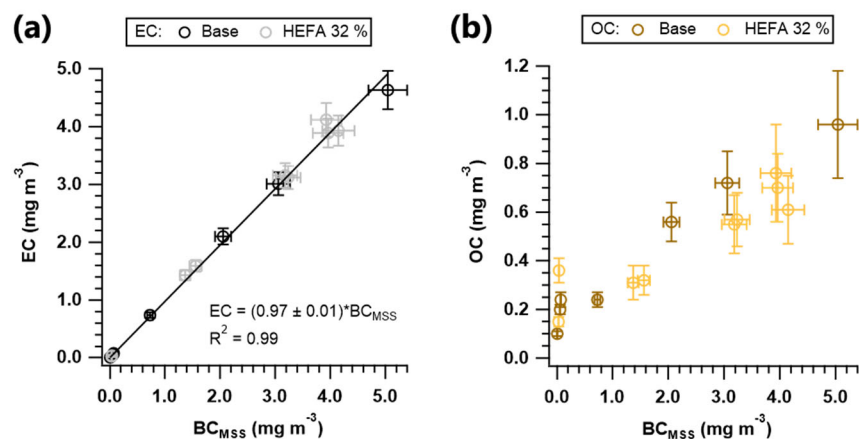 (a)
EC: Base HEFA 32 %
5.0
4.0
3.0
2.0
1.0
0.0
EC (mg m⁻³)
EC = (0.97 ± 0.01)*BC_MSS
R² = 0.99
0.0 1.0 2.0 3.0 4.0 5.0
BC_MSS (mg m⁻³)
(b)
OC: Base HEFA 32 %
1.2
1.0
0.8
0.6
0.4
0.2
0.0
OC (mg m⁻³)
0.0 1.0 2.0 3.0 4.0 5.0
BC_MSS (mg m⁻³)